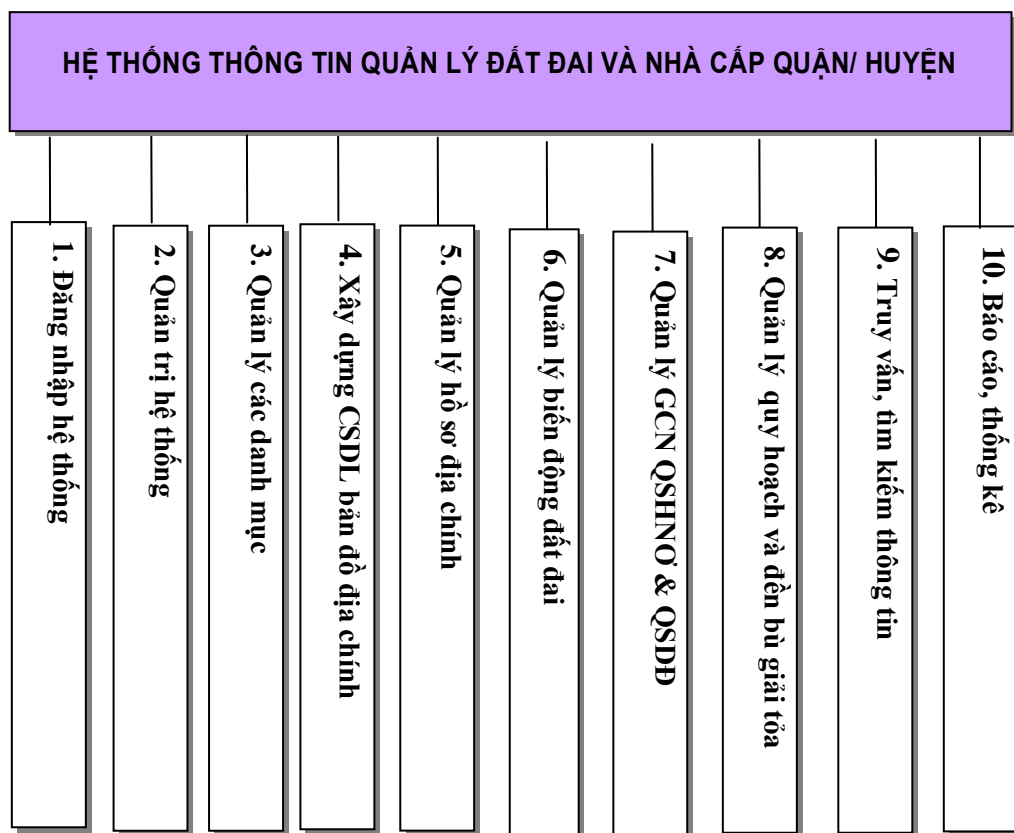 HỆ THỐNG THÔNG TIN QUẢN LÝ ĐẤT ĐAI VÀ NHÀ CẤP QUẬN/ HUYỆN
1. Đăng nhập hệ thống
2. Quản trị hệ thống
3. Quản lý các danh mục
4. Xây dựng CSDL bản đồ địa chính
5. Quản lý hồ sơ địa chính
6. Quản lý biến động đất đai
7. Quản lý GCN QSHNƠ & QSDĐ
8. Quản lý quy hoạch và đền bù giải tỏa
9. Truy vấn, tìm kiếm thông tin
10. Báo cáo, thống kê